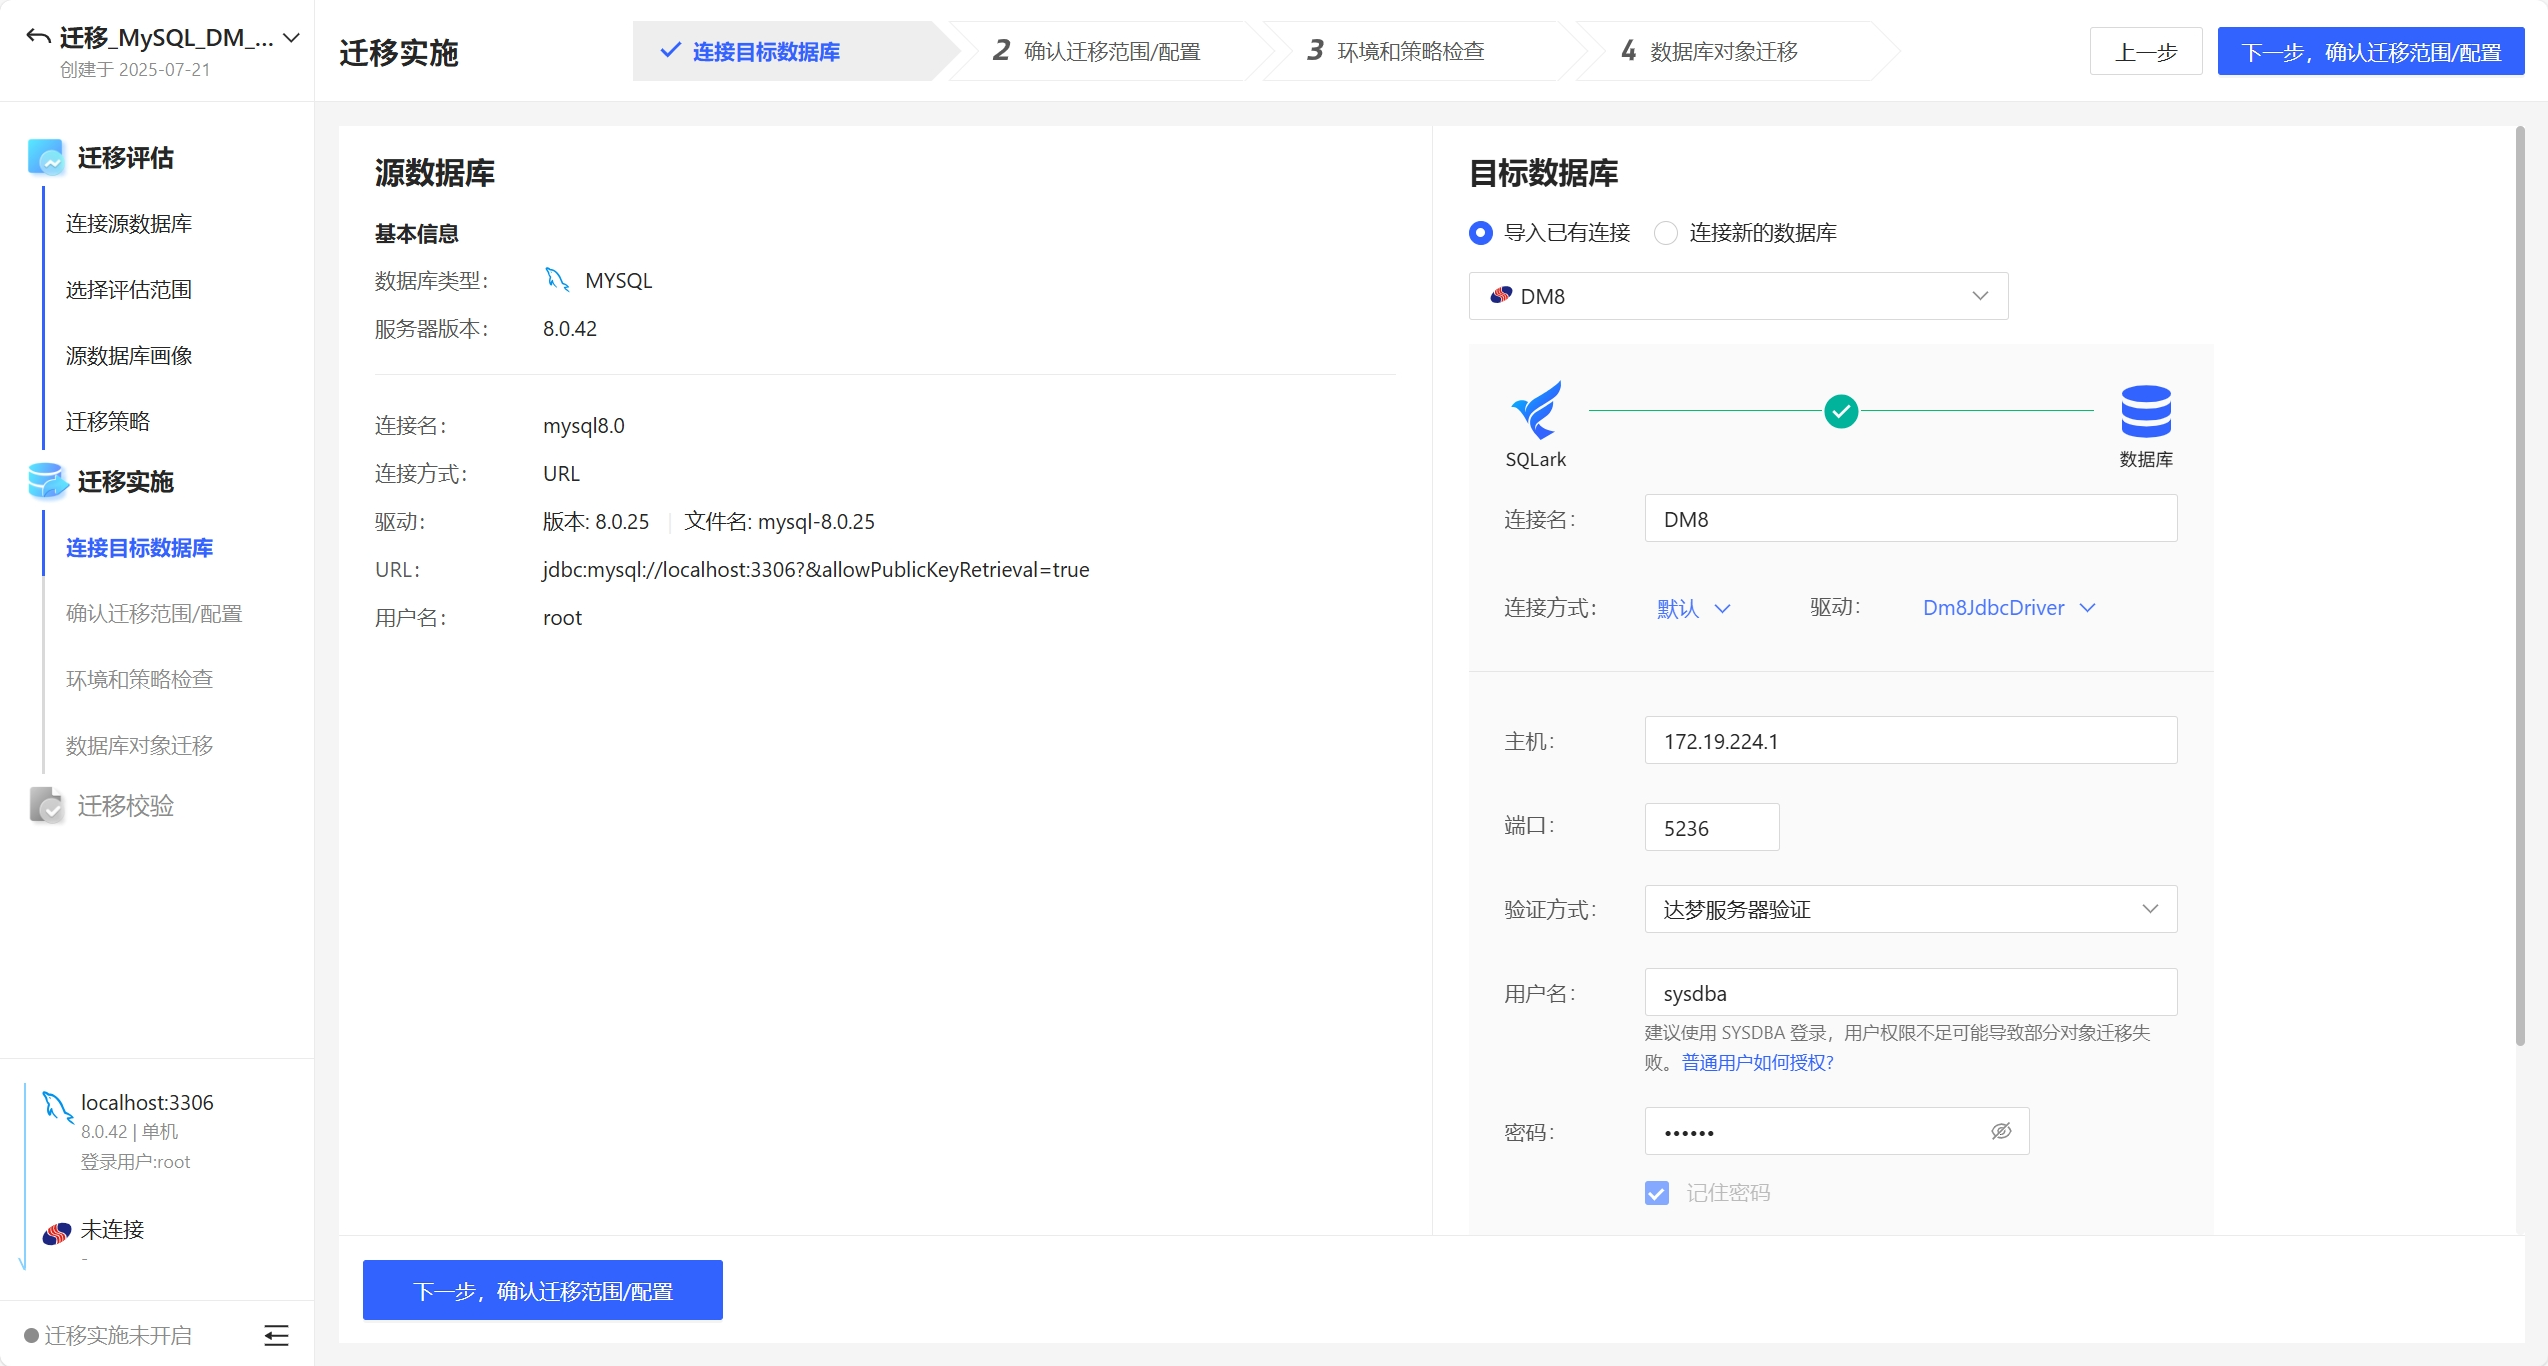 迁移_MySQL_DM_...
创建于 2025-07-21
迁移评估
连接源数据库
选择评估范围
源数据库画像
迁移策略
迁移实施
连接目标数据库
确认迁移范围/配置
环境和策略检查
数据库对象迁移
迁移校验
localhost:3306
8.0.42 | 单机
登录用户:root
未连接
-
迁移实施未开启
迁移实施
连接目标数据库
2 确认迁移范围/配置
3 环境和策略检查
4 数据库对象迁移
上一步
下一步，确认迁移范围/配置
源数据库
基本信息
数据库类型： MYSQL
服务器版本： 8.0.42
连接名： mysql8.0
连接方式： URL
驱动： 版本: 8.0.25 文件名: mysql-8.0.25
URL： jdbc:mysql://localhost:3306?&allowPublicKeyRetrieval=true
用户名： root
目标数据库
导入已有连接 连接新的数据库
DM8
SQLark 数据库
连接名： DM8
连接方式： 默认 驱动： Dm8JdbcDriver
主机： 172.19.224.1
端口： 5236
验证方式： 达梦服务器验证
用户名： sysdba
建议使用 SYSDBA 登录，用户权限不足可能导致部分对象迁移失
败。普通用户如何授权?
密码： ••••••
记住密码
下一步，确认迁移范围/配置